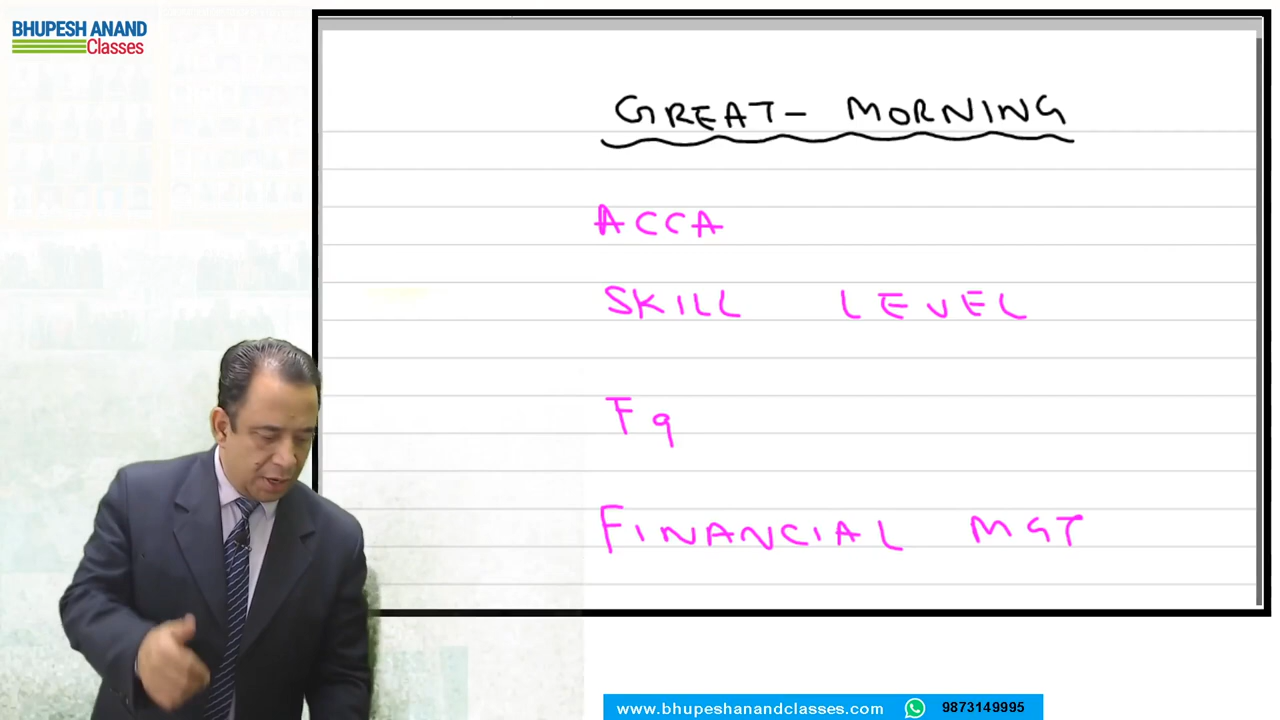 BHUPESH ANAND
Classes
GREAT- MORNING
ACCA
SKILL LEVEL
F9
FINANCIAL MGT
www.bhupeshanandclasses.com 9873149995